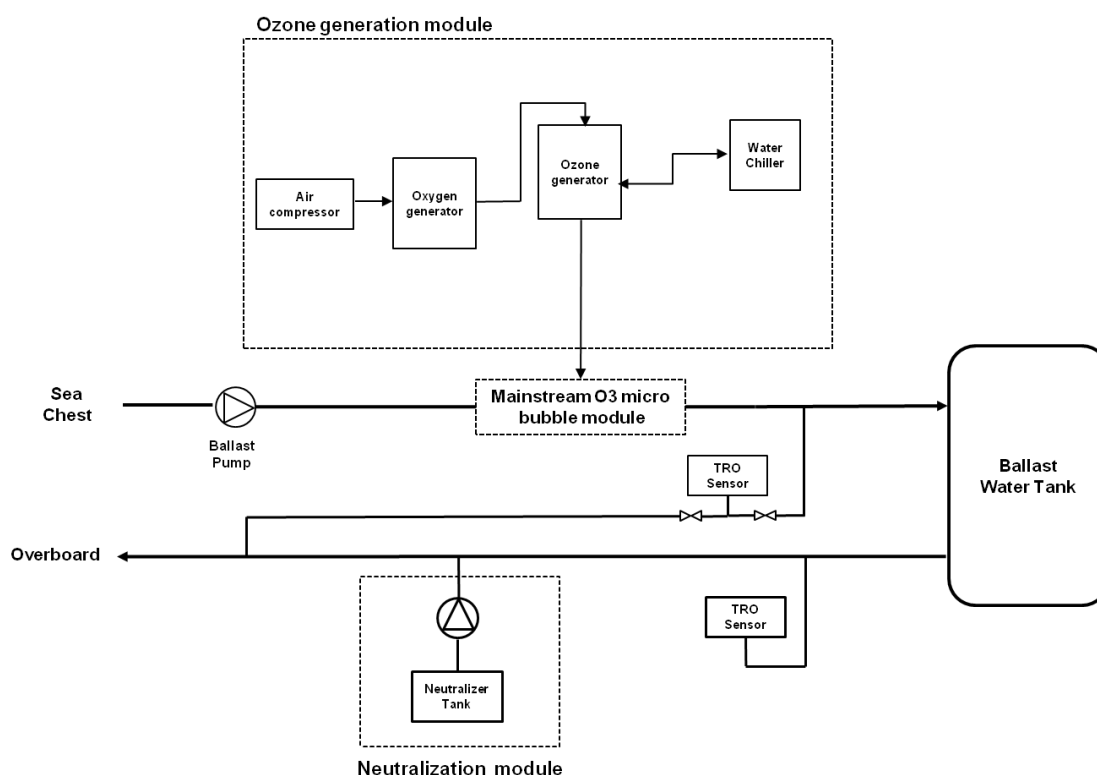 Ozone generation module
Air
compressor
Oxygen
generator
Ozone
generator
Water
Chiller
Sea
Chest
Ballast
Pump
Mainstream O3 micro
bubble module
Ballast
Water Tank
TRO
Sensor
Overboard
TRO
Sensor
Neutralizer
Tank
Neutralization module